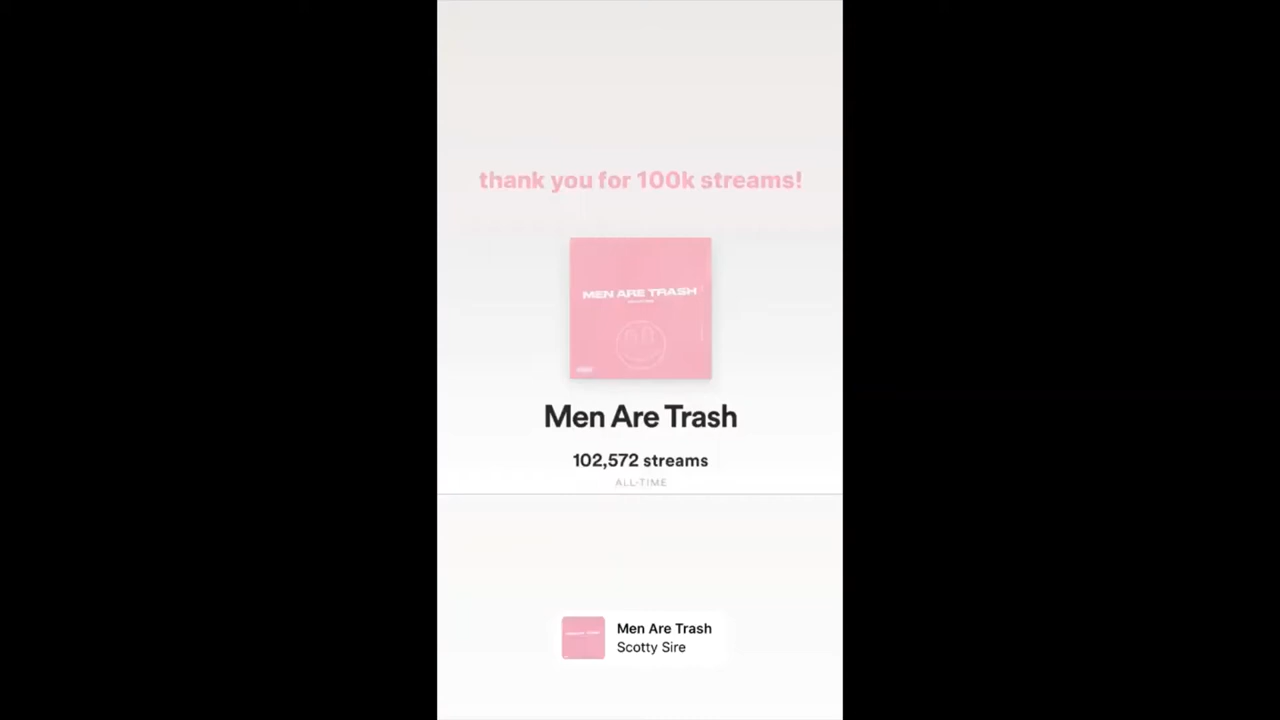 thank you for 100k streams!
MEN ARE TRASH
Men Are Trash
102,572 streams
ALL-TIME
Men Are Trash
Scotty Sire